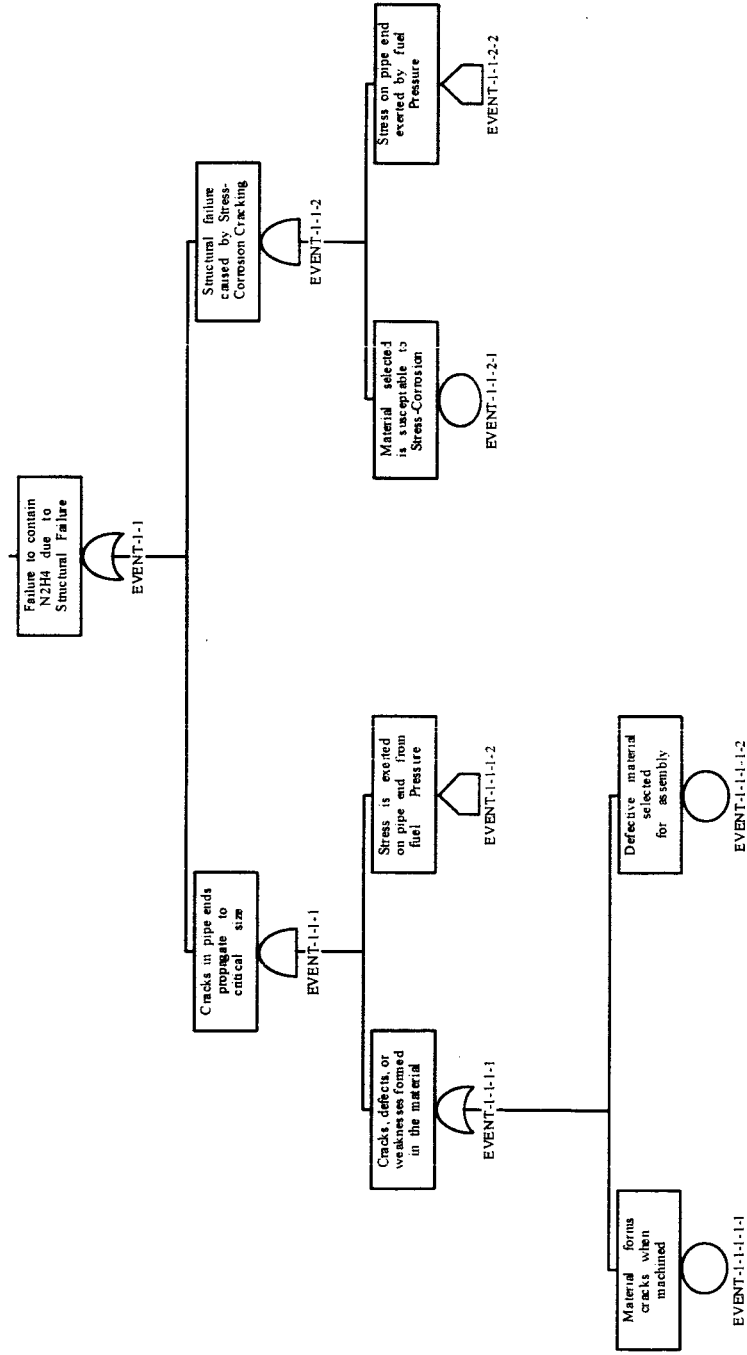 Failure to contain
N2H4 due to
Structural Failure
EVENT-1-1
Cracks in pipe ends
propagate to
critical size
EVENT-1-1-1
Structural failure
caused by Stress-
Corrosion Cracking
EVENT-1-1-2
Cracks, defects, or
weaknesses formed
in the material
EVENT-1-1-1-1
Stress is exerted
on pipe end from
fuel Pressure
EVENT-1-1-1-2
Material selected
is susceptable to
Stress-Corrosion
EVENT-1-1-2-1
Stress on pipe end
exerted by fuel
Pressure
EVENT-1-1-2-2
Material forms
cracks when
machined
EVENT-1-1-1-1-1
Defective material
selected
for assembly
EVENT-1-1-1-1-2